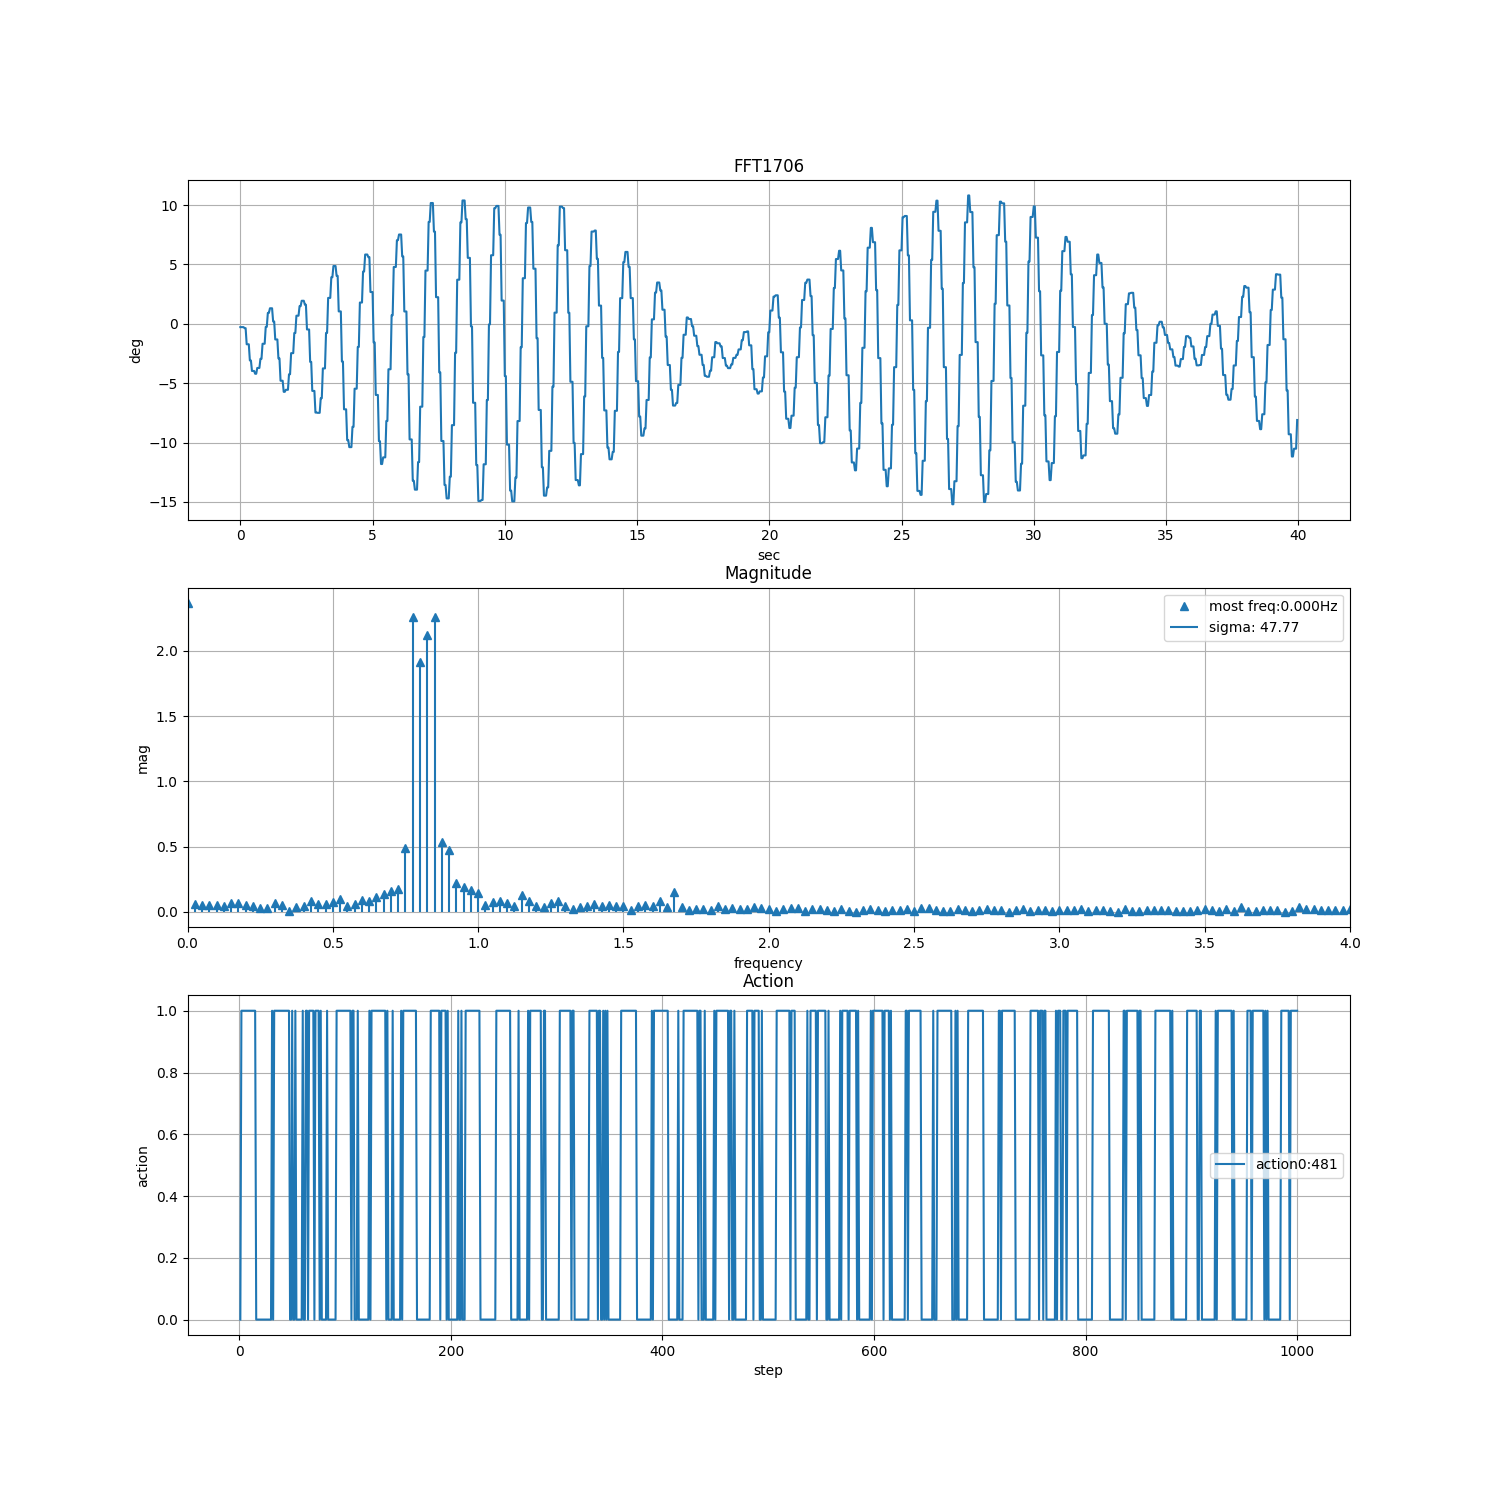 FFT1706
10
5
0
−5
−10
−15
deg
0 5 10 15 20 25 30 35 40
sec
Magnitude
most freq:0.000Hz
sigma: 47.77
2.0
1.5
1.0
0.5
0.0
mag
0.0 0.5 1.0 1.5 2.0 2.5 3.0 3.5 4.0
frequency
Action
1.0
0.8
0.6
0.4
0.2
0.0
action
action0:481
0 200 400 600 800 1000
step